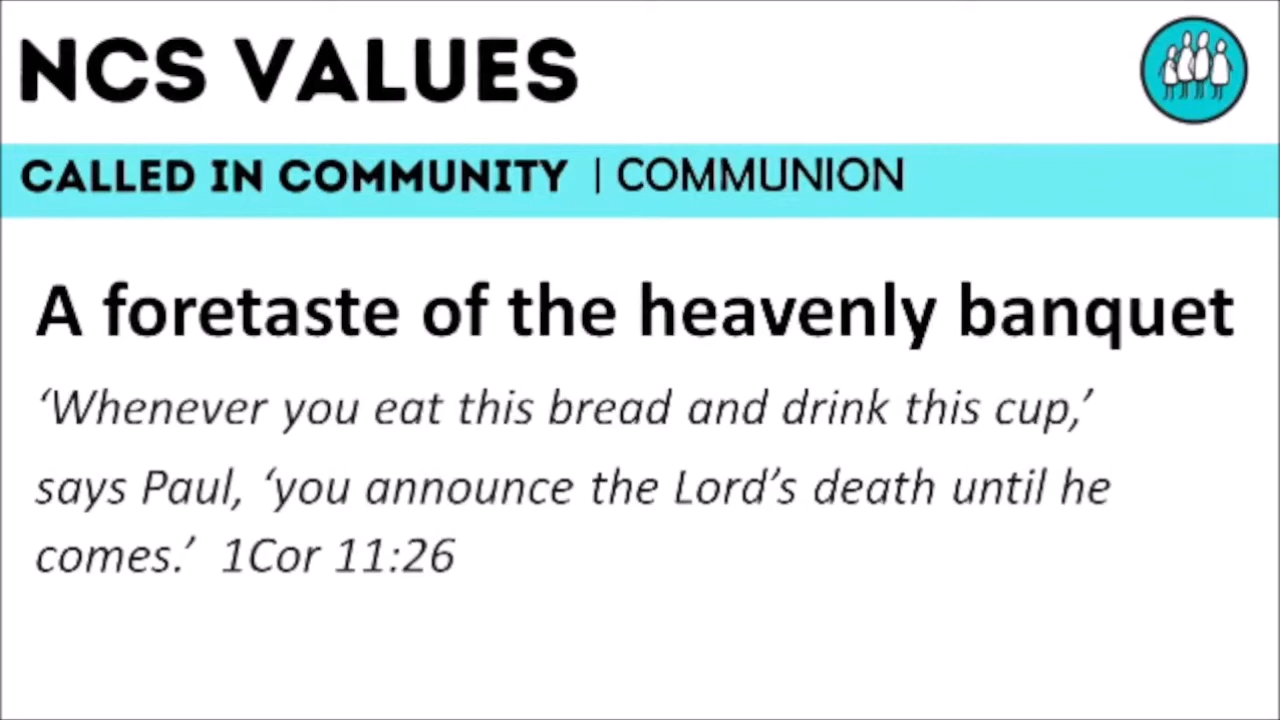 NCS VALUES
CALLED IN COMMUNITY | COMMUNION
A foretaste of the heavenly banquet
‘Whenever you eat this bread and drink this cup,’
says Paul, ‘you announce the Lord’s death until he
comes.’ 1Cor 11:26